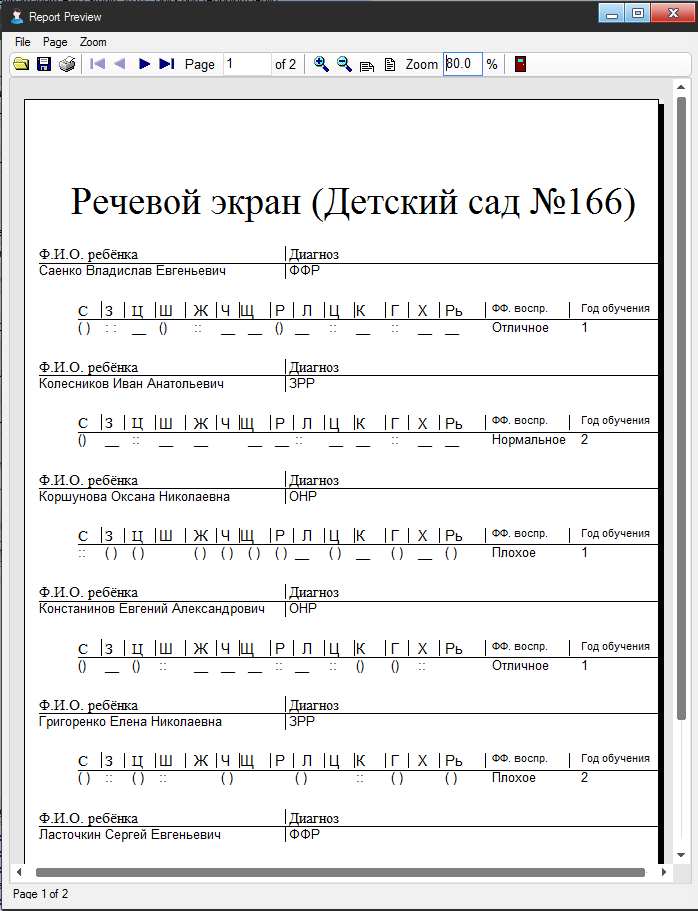 Report Preview
File Page Zoom
Page 1 of 2 Zoom 80.0 %
Речевой экран (Детский сад №166)
Ф.И.О. ребёнка Диагноз
Саенко Владислав Евгеньевич ФФР
С З Ц Ш Ж Ч Щ Р Л Ц К Г Х Рь ФФ. воспр. Год обучения
( ) : : __ () :: __ __ () __ :: __ :: __ __ Отличное 1
Ф.И.О. ребёнка Диагноз
Колесников Иван Анатольевич ЗРР
С З Ц Ш Ж Ч Щ Р Л Ц К Г Х Рь ФФ. воспр. Год обучения
() __ :: __ __ __ __ :: __ __ :: __ __ Нормальное 2
Ф.И.О. ребёнка Диагноз
Коршунова Оксана Николаевна ОНР
С З Ц Ш Ж Ч Щ Р Л Ц К Г Х Рь ФФ. воспр. Год обучения
:: ( ) ( ) ( ) ( ) ( ) ( ) __ ( ) __ ( ) __ ( ) Плохое 1
Ф.И.О. ребёнка Диагноз
Констанинов Евгений Александрович ОНР
С З Ц Ш Ж Ч Щ Р Л Ц К Г Х Рь ФФ. воспр. Год обучения
() __ () :: __ __ __ :: __ :: () () :: Отличное 1
Ф.И.О. ребёнка Диагноз
Григоренко Елена Николаевна ЗРР
С З Ц Ш Ж Ч Щ Р Л Ц К Г Х Рь ФФ. воспр. Год обучения
( ) :: ( ) :: ( ) ( ) :: ( ) ( ) Плохое 2
Ф.И.О. ребёнка Диагноз
Ласточкин Сергей Евгеньевич ФФР
Page 1 of 2